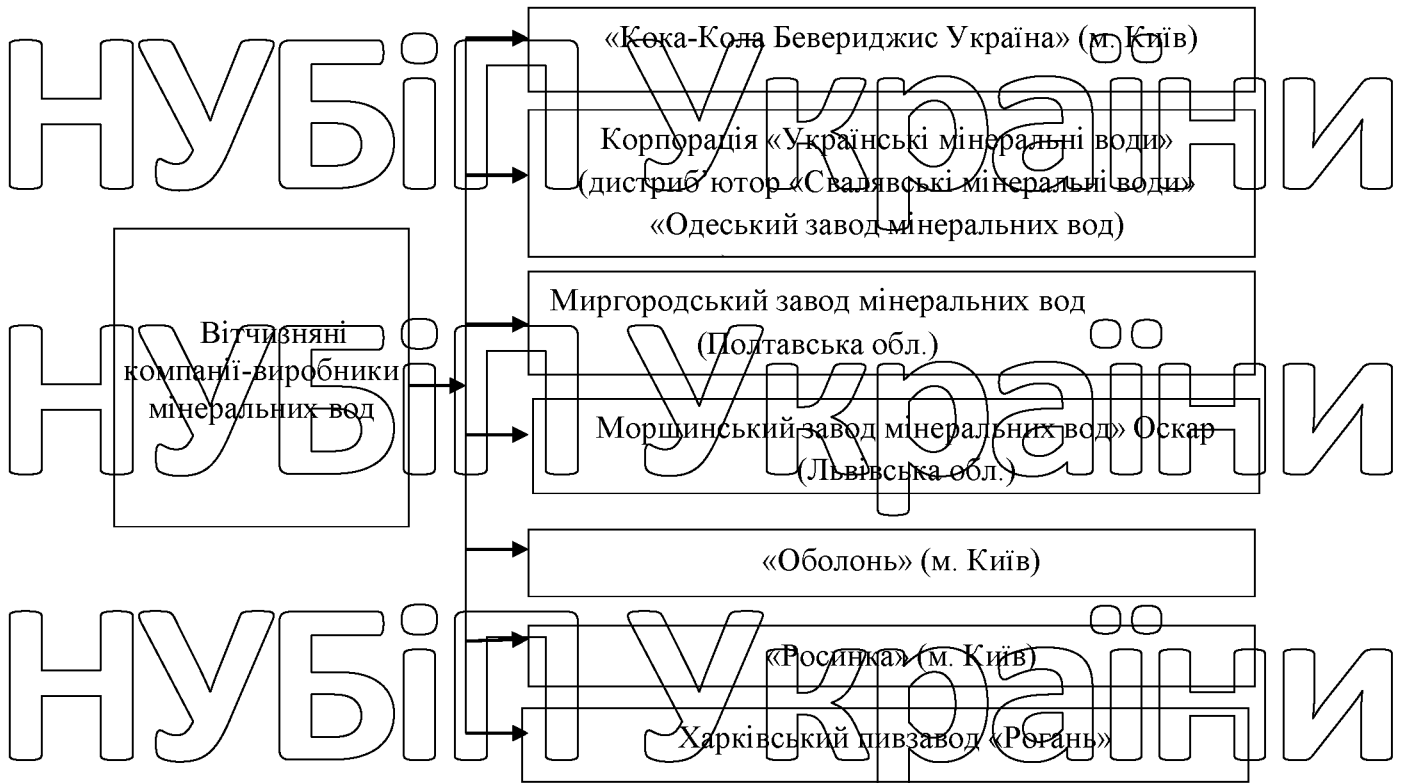 НУБіП України
«Кока-Кола Бевериджис Україна» (м. Київ)
Корпорація «Українські мінеральні води»
(дистриб’ютор «Свалявські мінеральні води»
«Одеський завод мінеральних вод)
НУБіП України
Вітчизняні
компанії-виробники
мінеральних вод
Миргородський завод мінеральних вод
(Полтавська обл.)
Моршинський завод мінеральних вод» Оскар
(Львівська обл.)
«Оболонь» (м. Київ)
НУБіП України
«Росинка» (м. Київ)
Харківський пивзавод «Рогань»